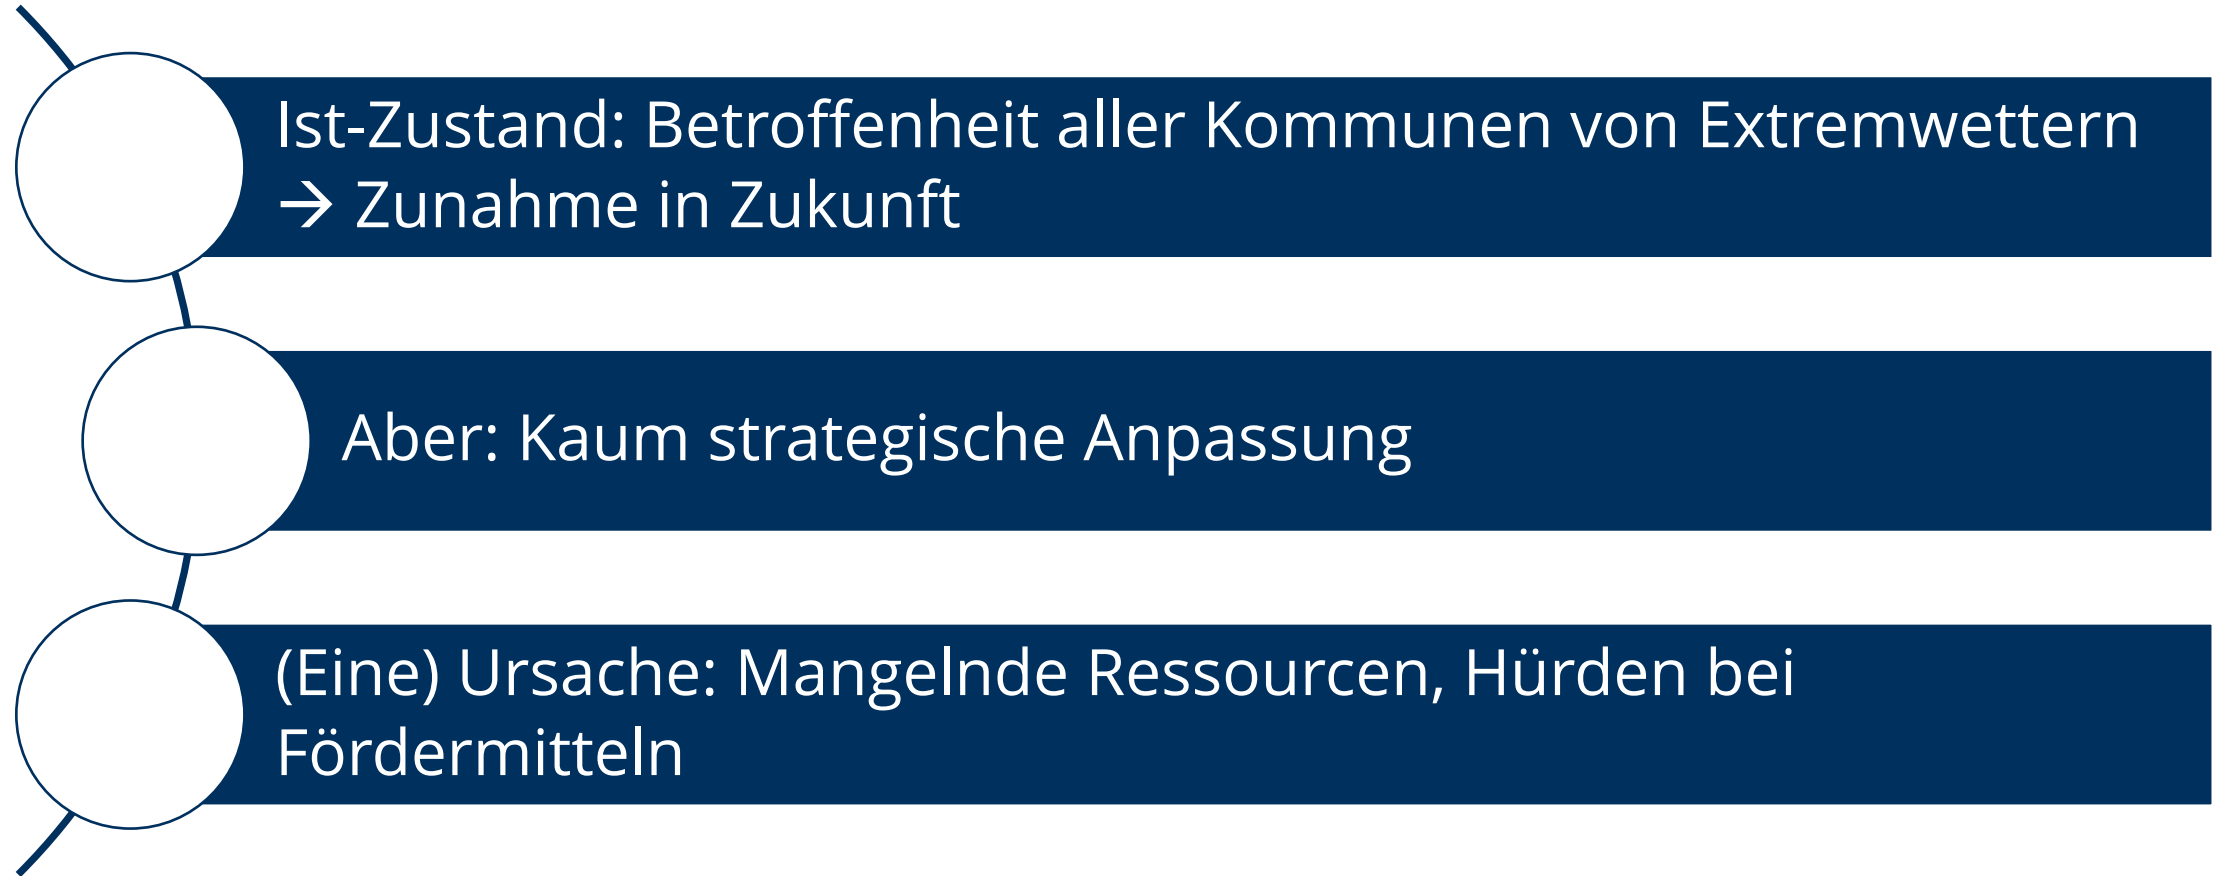 Ist-Zustand: Betroffenheit aller Kommunen von Extremwettern
→ Zunahme in Zukunft
Aber: Kaum strategische Anpassung
(Eine) Ursache: Mangelnde Ressourcen, Hürden bei
Fördermitteln